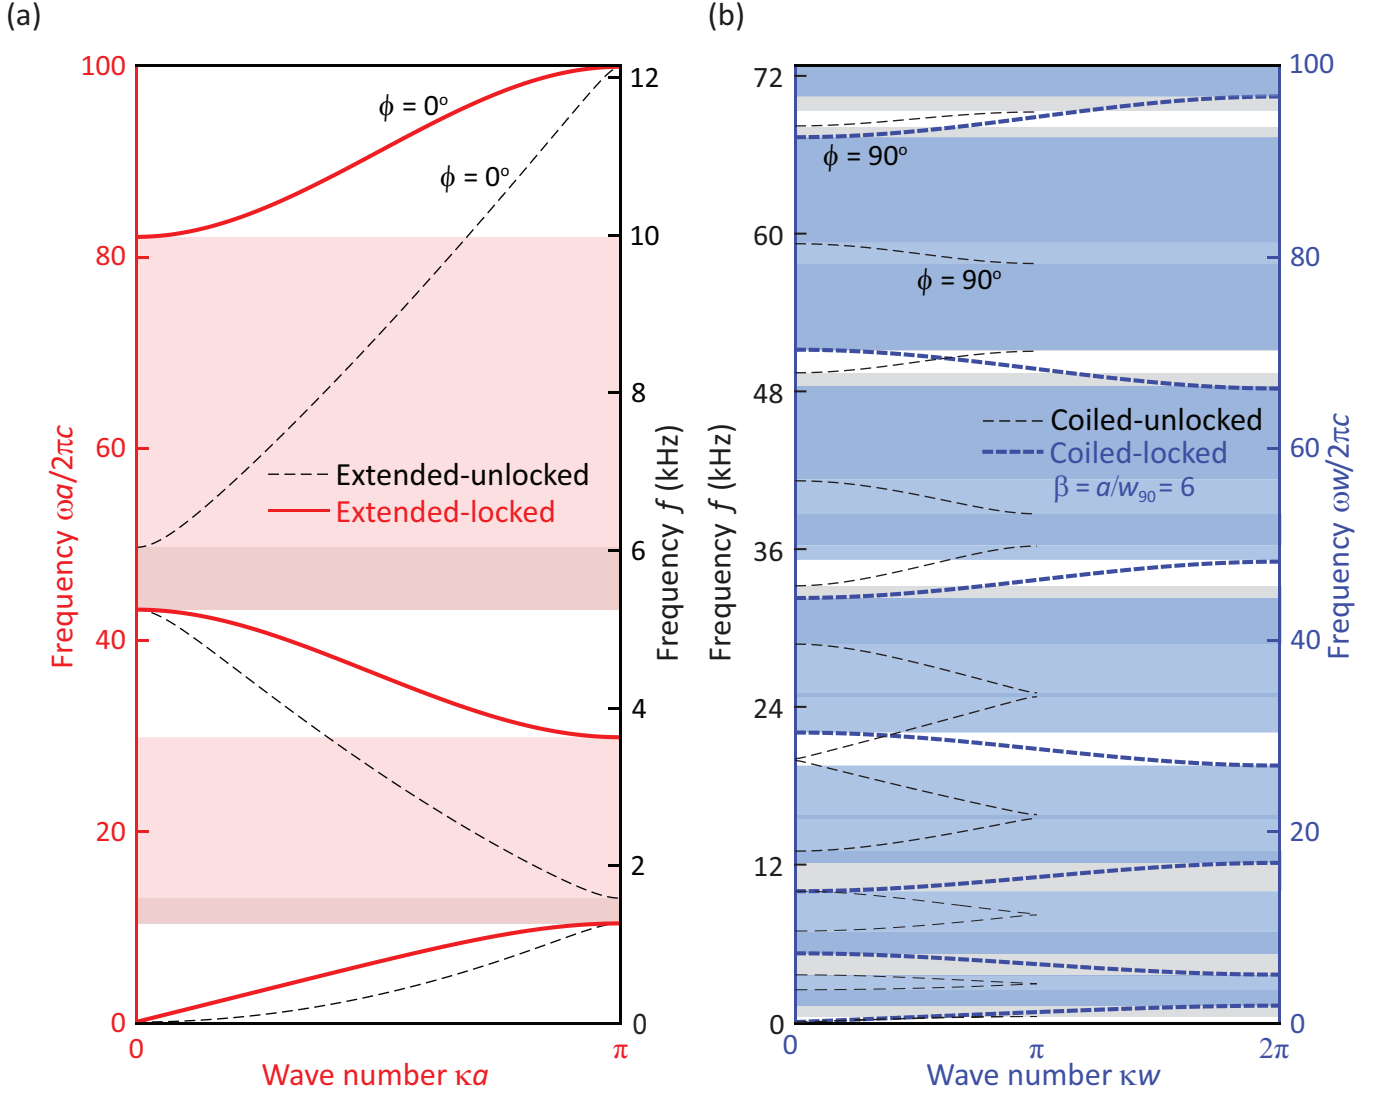 (a)
100
80
60
40
20
0
Frequency ωa/2πc
12
10
8
6
4
2
0
Frequency f (kHz)
ϕ = 0°
ϕ = 0°
Extended-unlocked
Extended-locked
0
π
Wave number κa
(b)
72
60
48
36
24
12
0
Frequency f (kHz)
100
80
60
40
20
0
Frequency ωw/2πc
ϕ = 90°
ϕ = 90°
Coiled-unlocked
Coiled-locked
β = a/w₉₀ = 6
0
π
2π
Wave number κw